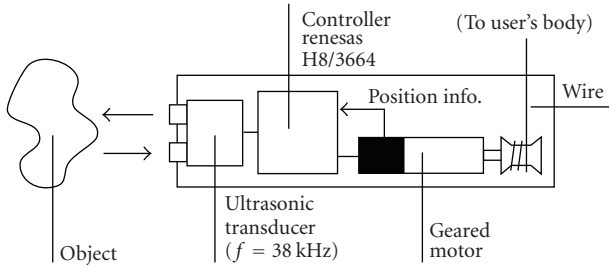 Controller
renesas
H8/3664
(To user's body)
Position info.
Wire
Object
Ultrasonic
transducer
(f = 38 kHz)
Geared
motor